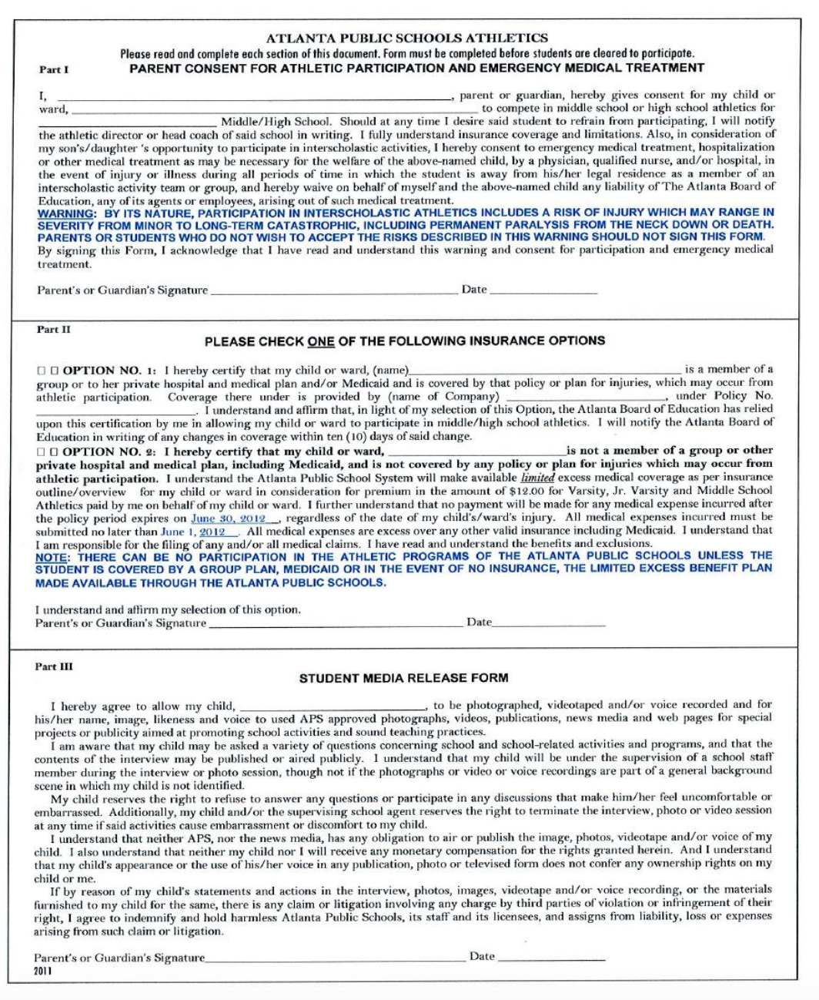 ATLANTA PUBLIC SCHOOLS ATHLETICS
Please read and complete each section of this document. Form must be completed before students are cleared to participate.
Part I PARENT CONSENT FOR ATHLETIC PARTICIPATION AND EMERGENCY MEDICAL TREATMENT
I, ______________________________, parent or guardian, hereby gives consent for my child or
ward, ______________________________ to compete in middle school or high school athletics for
____________________ Middle/High School. Should at any time I desire said student to refrain from participating, I will notify
the athletic director or head coach of said school in writing. I fully understand insurance coverage and limitations. Also, in consideration of
my son's/daughter 's opportunity to participate in interscholastic activities, I hereby consent to emergency medical treatment, hospitalization
or other medical treatment as may be necessary for the welfare of the above-named child, by a physician, qualified nurse, and/or hospital, in
the event of injury or illness during all periods of time in which the student is away from his/her legal residence as a member of an
interscholastic activity team or group, and hereby waive on behalf of myself and the above-named child any liability of The Atlanta Board of
Education, any of its agents or employees, arising out of such medical treatment.
WARNING: BY ITS NATURE, PARTICIPATION IN INTERSCHOLASTIC ATHLETICS INCLUDES A RISK OF INJURY WHICH MAY RANGE IN
SEVERITY FROM MINOR TO LONG-TERM CATASTROPHIC, INCLUDING PERMANENT PARALYSIS FROM THE NECK DOWN OR DEATH.
PARENTS OR STUDENTS WHO DO NOT WISH TO ACCEPT THE RISKS DESCRIBED IN THIS WARNING SHOULD NOT SIGN THIS FORM.
By signing this Form, I acknowledge that I have read and understand this warning and consent for participation and emergency medical
treatment.
Parent's or Guardian's Signature ____________________ Date __________
Part II
PLEASE CHECK ONE OF THE FOLLOWING INSURANCE OPTIONS
☐ ☐ OPTION NO. 1: I hereby certify that my child or ward, (name)____________________ is a member of a
group or to her private hospital and medical plan and/or Medicaid and is covered by that policy or plan for injuries, which may occur from
athletic participation. Coverage there under is provided by (name of Company) ____________________, under Policy No.
____________________. I understand and affirm that, in light of my selection of this Option, the Atlanta Board of Education has relied
upon this certification by me in allowing my child or ward to participate in middle/high school athletics. I will notify the Atlanta Board of
Education in writing of any changes in coverage within ten (10) days of said change.
☐ ☐ OPTION NO. 2: I hereby certify that my child or ward, ____________________ is not a member of a group or other
private hospital and medical plan, including Medicaid, and is not covered by any policy or plan for injuries which may occur from
athletic participation. I understand the Atlanta Public School System will make available limited excess medical coverage as per insurance
outline/overview for my child or ward in consideration for premium in the amount of $12.00 for Varsity, Jr. Varsity and Middle School
Athletics paid by me on behalf of my child or ward. I further understand that no payment will be made for any medical expense incurred after
the policy period expires on June 30, 2012__, regardless of the date of my child's/ward's injury. All medical expenses incurred must be
submitted no later than June 1, 2012__. All medical expenses are excess over any other valid insurance including Medicaid. I understand that
I am responsible for the filing of any and/or all medical claims. I have read and understand the benefits and exclusions.
NOTE: THERE CAN BE NO PARTICIPATION IN THE ATHLETIC PROGRAMS OF THE ATLANTA PUBLIC SCHOOLS UNLESS THE
STUDENT IS COVERED BY A GROUP PLAN, MEDICAID OR IN THE EVENT OF NO INSURANCE, THE LIMITED EXCESS BENEFIT PLAN
MADE AVAILABLE THROUGH THE ATLANTA PUBLIC SCHOOLS.
I understand and affirm my selection of this option.
Parent's or Guardian's Signature ____________________ Date__________
Part III
STUDENT MEDIA RELEASE FORM
I hereby agree to allow my child, ____________________, to be photographed, videotaped and/or voice recorded and for
his/her name, image, likeness and voice to used APS approved photographs, videos, publications, news media and web pages for special
projects or publicity aimed at promoting school activities and sound teaching practices.
I am aware that my child may be asked a variety of questions concerning school and school-related activities and programs, and that the
contents of the interview may be published or aired publicly. I understand that my child will be under the supervision of a school staff
member during the interview or photo session, though not if the photographs or video or voice recordings are part of a general background
scene in which my child is not identified.
My child reserves the right to refuse to answer any questions or participate in any discussions that make him/her feel uncomfortable or
embarrassed. Additionally, my child and/or the supervising school agent reserves the right to terminate the interview, photo or video session
at any time if said activities cause embarrassment or discomfort to my child.
I understand that neither APS, nor the news media, has any obligation to air or publish the image, photos, videotape and/or voice of my
child. I also understand that neither my child nor I will receive any monetary compensation for the rights granted herein. And I understand
that my child's appearance or the use of his/her voice in any publication, photo or televised form does not confer any ownership rights on my
child or me.
If by reason of my child's statements and actions in the interview, photos, images, videotape and/or voice recording, or the materials
furnished to my child for the same, there is any claim or litigation involving any charge by third parties of violation or infringement of their
right, I agree to indemnify and hold harmless Atlanta Public Schools, its staff and its licensees, and assigns from liability, loss or expenses
arising from such claim or litigation.
Parent's or Guardian's Signature____________________ Date __________
2011